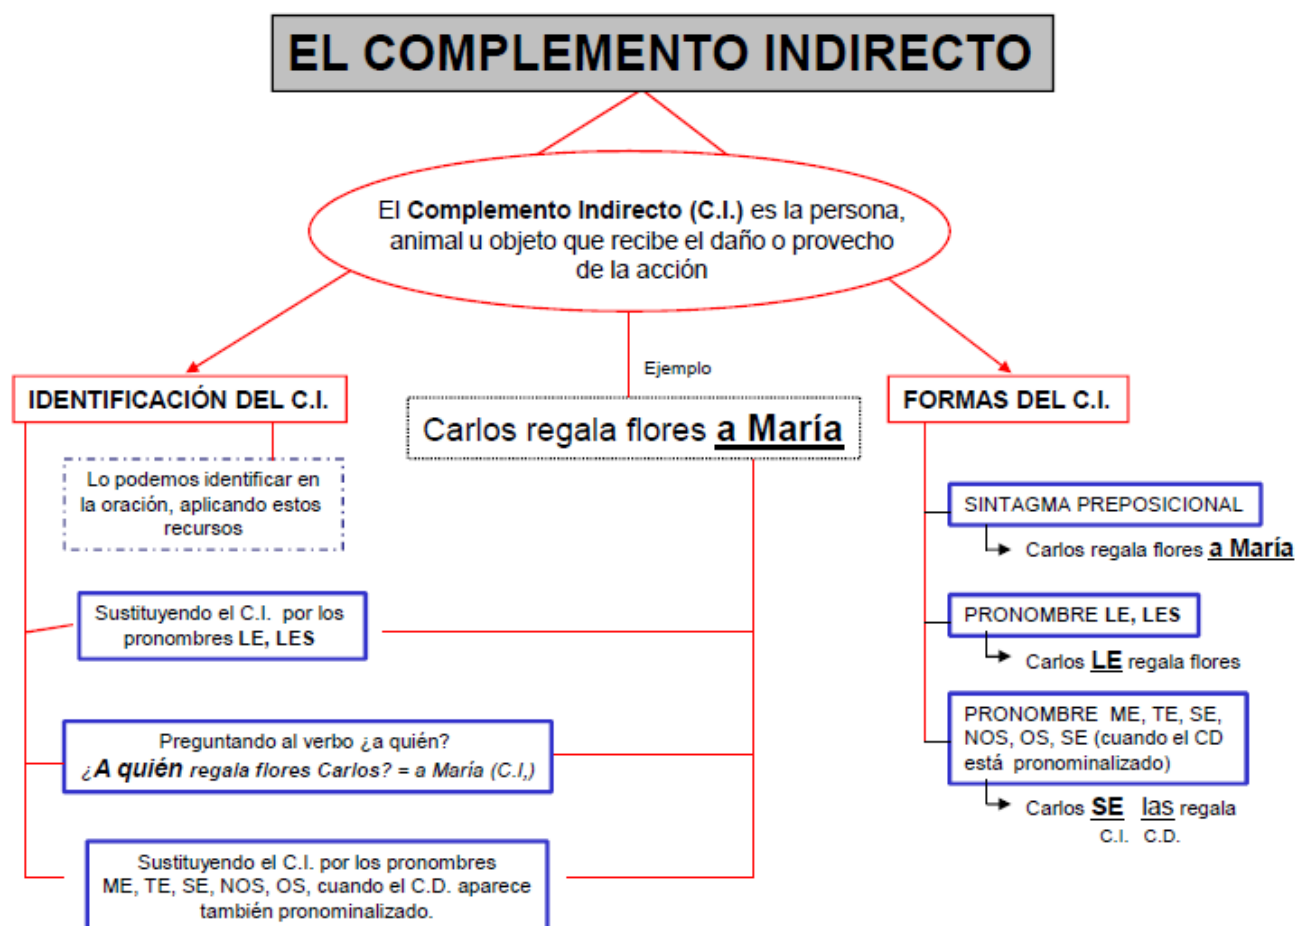 EL COMPLEMENTO INDIRECTO
El Complemento Indirecto (C.I.) es la persona,
animal u objeto que recibe el daño o provecho
de la acción
Ejemplo
IDENTIFICACIÓN DEL C.I.
Lo podemos identificar en
la oración, aplicando estos
recursos
Sustituyendo el C.I. por los
pronombres LE, LES
Preguntando al verbo ¿a quién?
¿A quién regala flores Carlos? = a María (C.I,)
Sustituyendo el C.I. por los pronombres
ME, TE, SE, NOS, OS, cuando el C.D. aparece
también pronominalizado.
Carlos regala flores a María
FORMAS DEL C.I.
SINTAGMA PREPOSICIONAL
Carlos regala flores a María
PRONOMBRE LE, LES
Carlos LE regala flores
PRONOMBRE ME, TE, SE,
NOS, OS, SE (cuando el CD
está pronominalizado)
Carlos SE las regala
C.I. C.D.